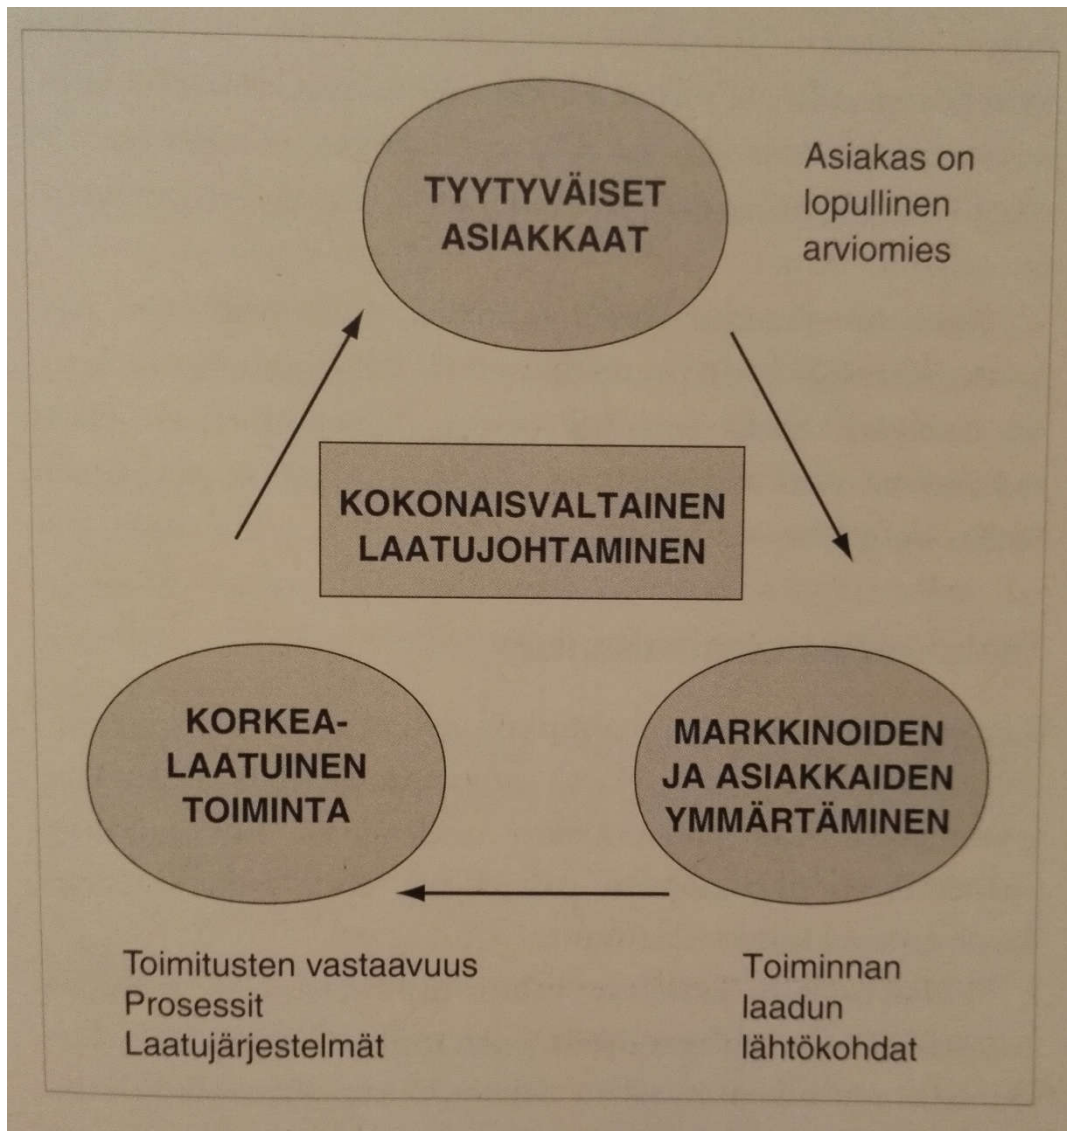 TYYTYVÄISET
ASIAKKAAT
Asiakas on
lopullinen
arviomies
KOKONAISVALTAINEN
LAATUJOHTAMINEN
KORKEA-
LAATUINEN
TOIMINTA
MARKKINOIDEN
JA ASIAKKAIDEN
YMMÄRTÄMINEN
Toimitusten vastaavuus
Prosessit
Laatujärjestelmät
Toiminnan
laadun
lähtökohdat